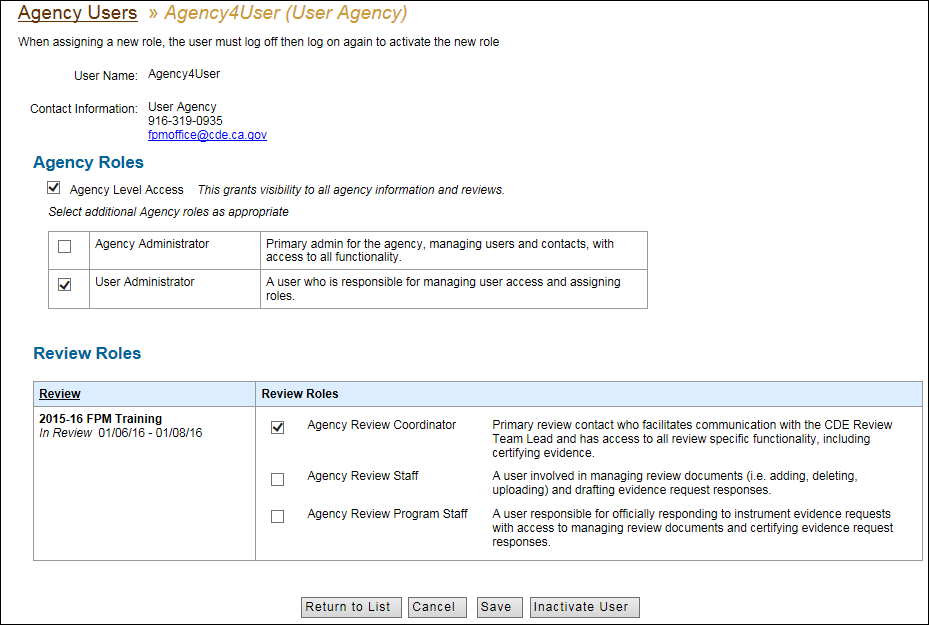 Agency Users » Agency4User (User Agency)
When assigning a new role, the user must log off then log on again to activate the new role
User Name: Agency4User
Contact Information: User Agency
916-319-0935
fpmoffice@cde.ca.gov
Agency Roles
Agency Level Access This grants visibility to all agency information and reviews.
Select additional Agency roles as appropriate
Agency Administrator Primary admin for the agency, managing users and contacts, with
access to all functionality.
User Administrator A user who is responsible for managing user access and assigning
roles.
Review Roles
Review Review Roles
2015-16 FPM Training
In Review 01/06/16 - 01/08/16
Agency Review Coordinator Primary review contact who facilitates communication with the CDE Review
Team Lead and has access to all review specific functionality, including
certifying evidence.
Agency Review Staff A user involved in managing review documents (i.e. adding, deleting,
uploading) and drafting evidence request responses.
Agency Review Program Staff A user responsible for officially responding to instrument evidence requests
with access to managing review documents and certifying evidence request
responses.
Return to List Cancel Save Inactivate User